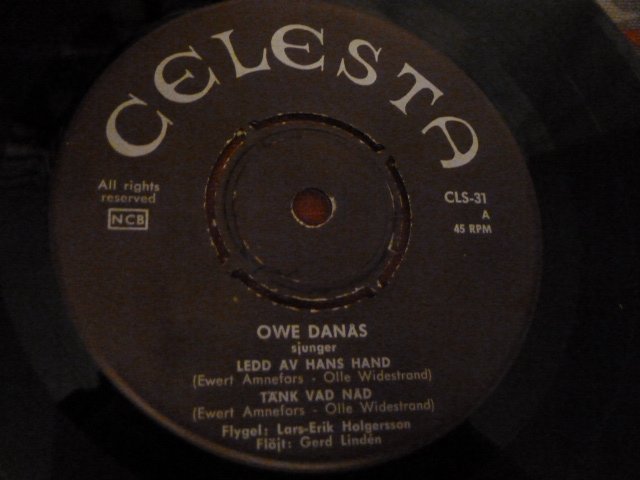 CELESTA
All rights
reserved
NCB
CLS-31
A
45 RPM
OWE DANÅS
sjunger
LEDD AV HANS HAND
(Ewert Amnefors - Olle Widestrand)
TÄNK VAD NÅD
(Ewert Amnefors - Olle Widestrand)
Flygel: Lars-Erik Holgersson
Flöjt: Gerd Lindén